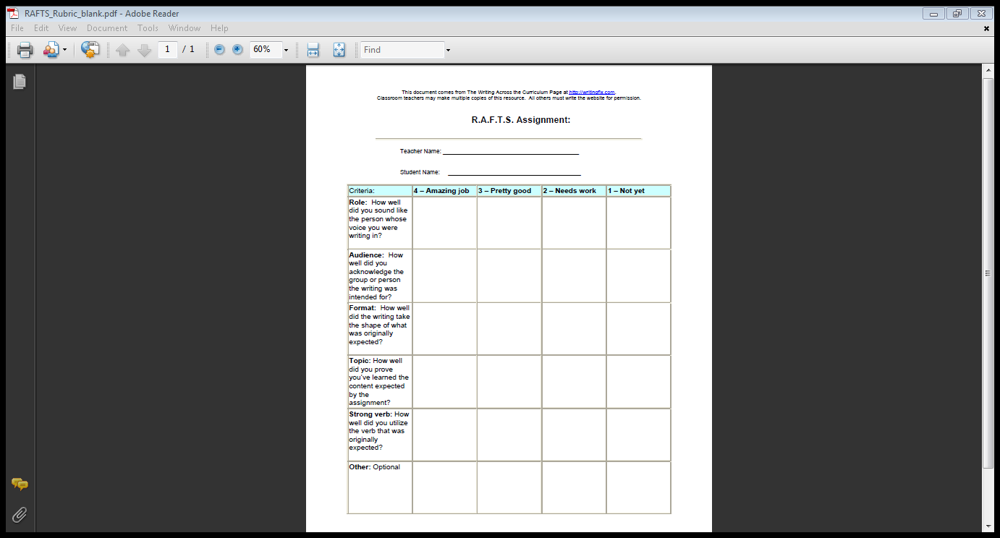 RAFTS_Rubric_blank.pdf - Adobe Reader
File Edit View Document Tools Window Help
1 / 1 60% Find
This document comes from The Writing Across the Curriculum Page at http://writingfix.com.
Classroom teachers may make multiple copies of this resource. All others must write the website for permission.
R.A.F.T.S. Assignment:
Teacher Name:
Student Name:
Criteria: 4 – Amazing job 3 – Pretty good 2 – Needs work 1 – Not yet
Role: How well
did you sound like
the person whose
voice you were
writing in?
Audience: How
well did you
acknowledge the
group or person
the writing was
intended for?
Format: How well
did the writing take
the shape of what
was originally
expected?
Topic: How well
did you prove
you've learned the
content expected
by the
assignment?
Strong verb: How
well did you utilize
the verb that was
originally
expected?
Other: Optional